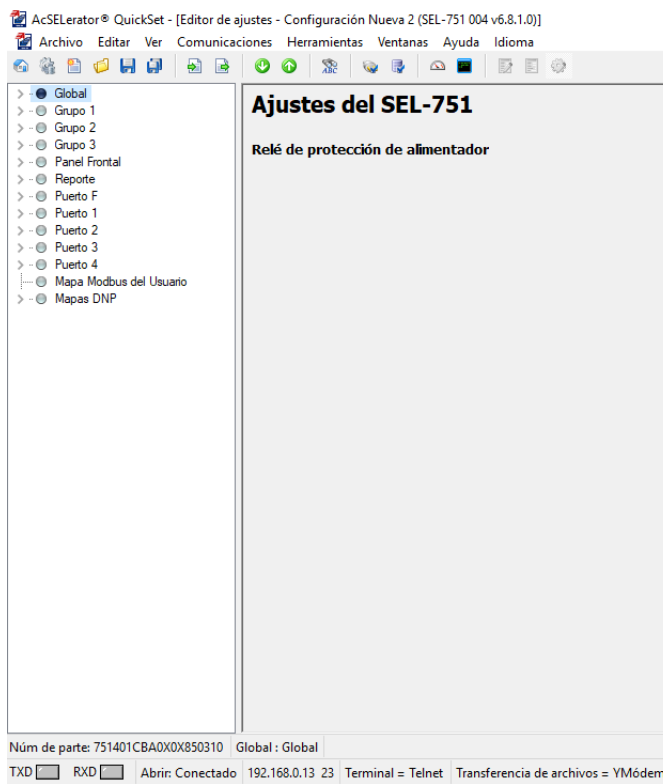 AcSELerator® QuickSet - [Editor de ajustes - Configuración Nueva 2 (SEL-751 004 v6.8.1.0)]
Archivo Editar Ver Comunicaciones Herramientas Ventanas Ayuda Idioma
Global
Grupo 1
Grupo 2
Grupo 3
Panel Frontal
Reporte
Puerto F
Puerto 1
Puerto 2
Puerto 3
Puerto 4
Mapa Modbus del Usuario
Mapas DNP
Ajustes del SEL-751
Relé de protección de alimentador
Núm de parte: 751401CBA0X0X850310 Global : Global
TXD RXD Abrir: Conectado 192.168.0.13 23 Terminal = Telnet Transferencia de archivos = YMódem